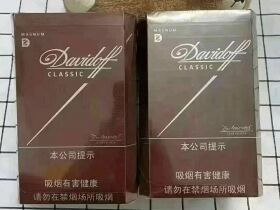 MAGNUM
Davidoff
CLASSIC
本公司提示
吸烟有害健康
请勿在禁烟场所吸烟
MAGNUM
Davidoff
CLASSIC
本公司提示
吸烟有害健康
请勿在禁烟场所吸烟